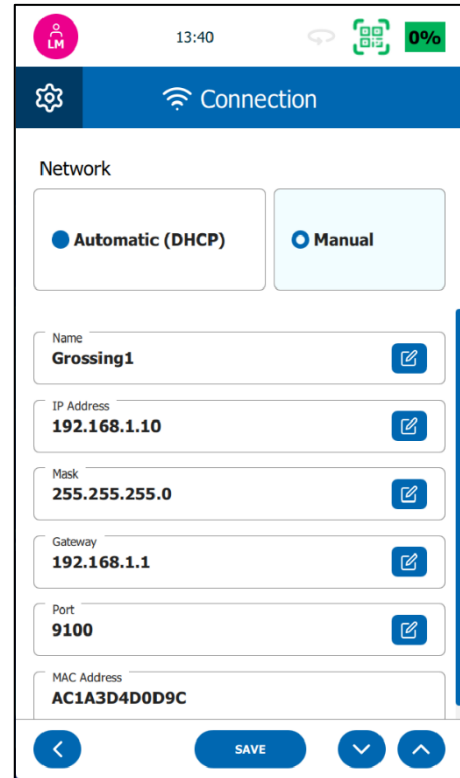 LM
13:40
0%
Connection
Network
Automatic (DHCP)
Manual
Name
Grossing1
IP Address
192.168.1.10
Mask
255.255.255.0
Gateway
192.168.1.1
Port
9100
MAC Address
AC1A3D4D0D9C
SAVE